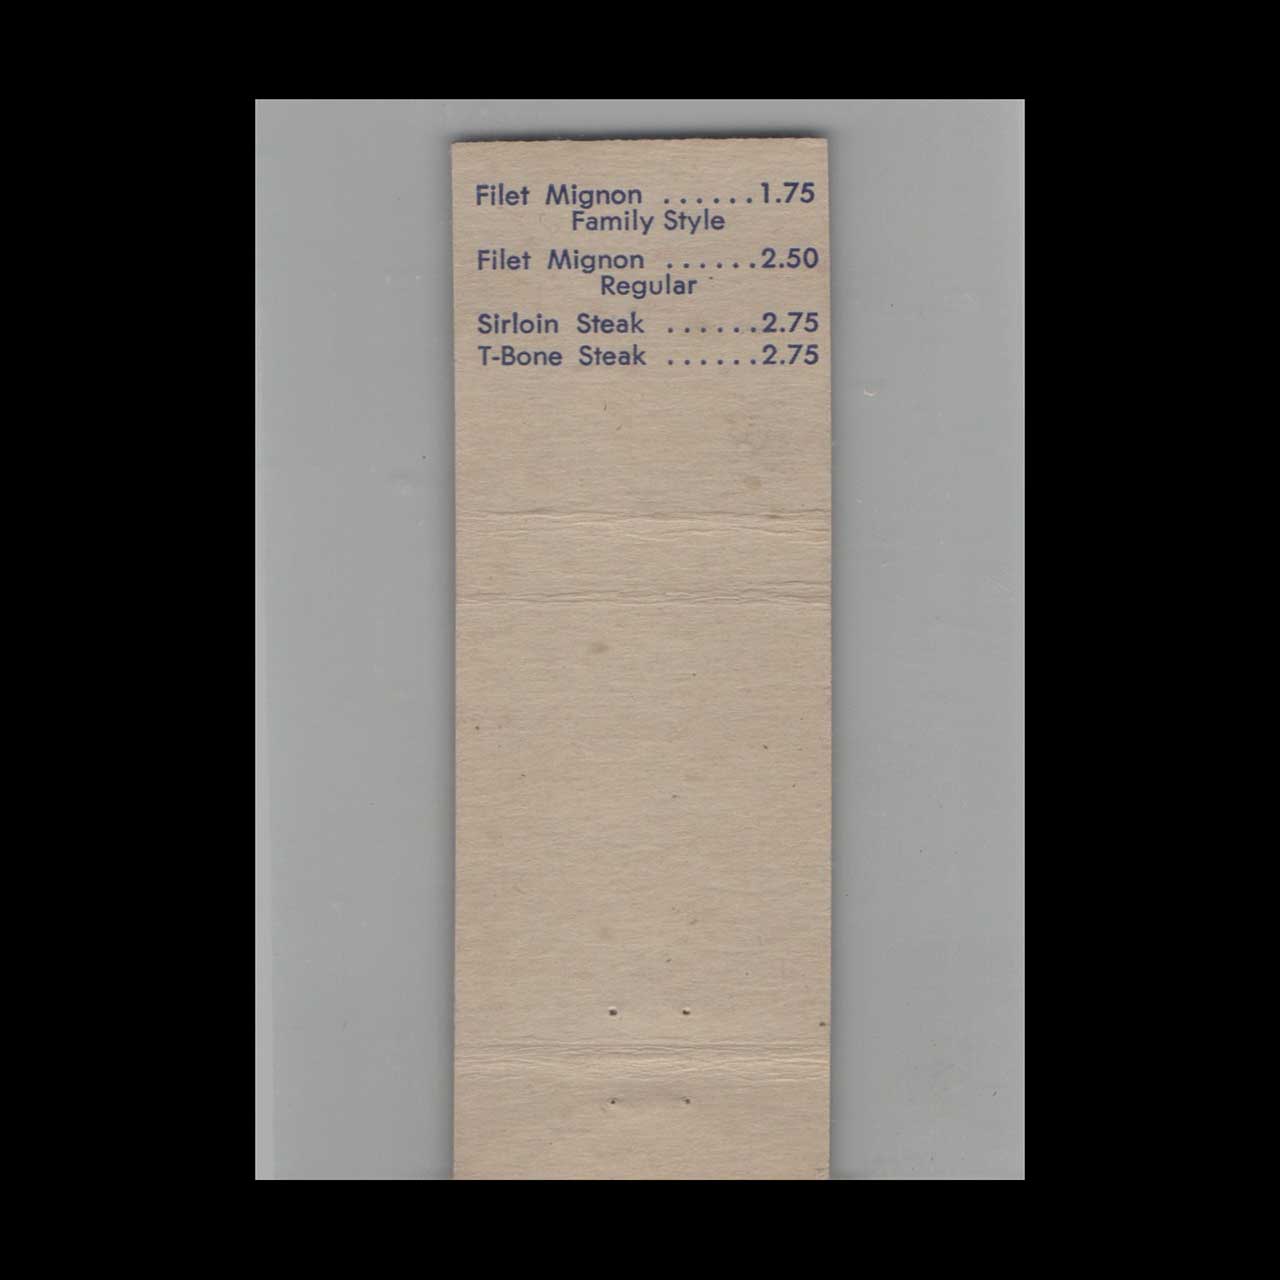 Filet Mignon ......1.75
Family Style
Filet Mignon ......2.50
Regular
Sirloin Steak ......2.75
T-Bone Steak ......2.75